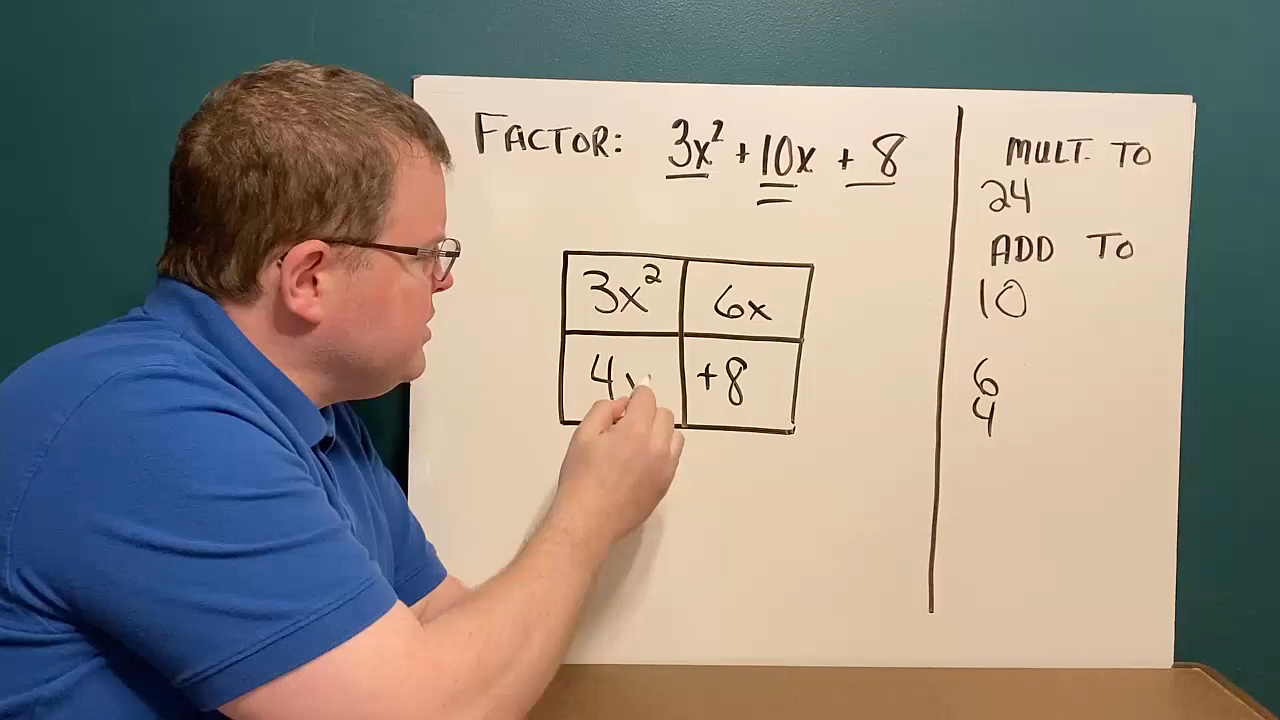 FACTOR: 3x² + 10x + 8
3x² 6x
4x +8
MULT. TO
24
ADD TO
10
6
4